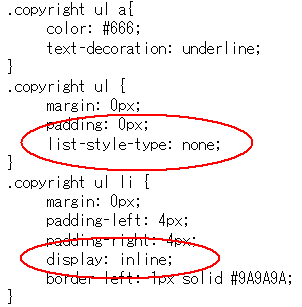 .copyright ul a{
color: #666;
text-decoration: underline;
}
.copyright ul {
margin: 0px;
padding: 0px;
list-style-type: none;
}
.copyright ul li {
margin: 0px;
padding-left: 4px;
padding-right: 4px;
display: inline;
border-left: 1px solid #9A9A9A;
}